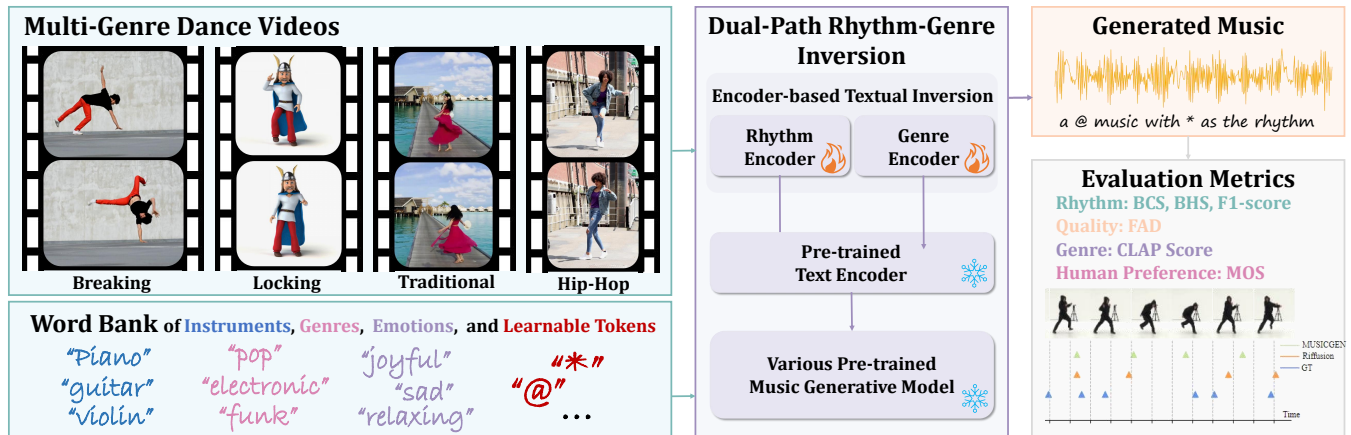 Multi-Genre Dance Videos
Breaking
Locking
Traditional
Hip-Hop
Word Bank of Instruments, Genres, Emotions, and Learnable Tokens
"Piano"
"guitar"
"violin"
"pop"
"electronic"
"funk"
"joyful"
"sad"
"relaxing"
"*"
"@"
...
Dual-Path Rhythm-Genre
Inversion
Encoder-based Textual Inversion
Rhythm
Encoder
Genre
Encoder
Pre-trained
Text Encoder
Various Pre-trained
Music Generative Model
Generated Music
a @ music with * as the rhythm
Evaluation Metrics
Rhythm: BCS, BHS, F1-score
Quality: FAD
Genre: CLAP Score
Human Preference: MOS
MUSICGEN
Riffusion
GT
Time